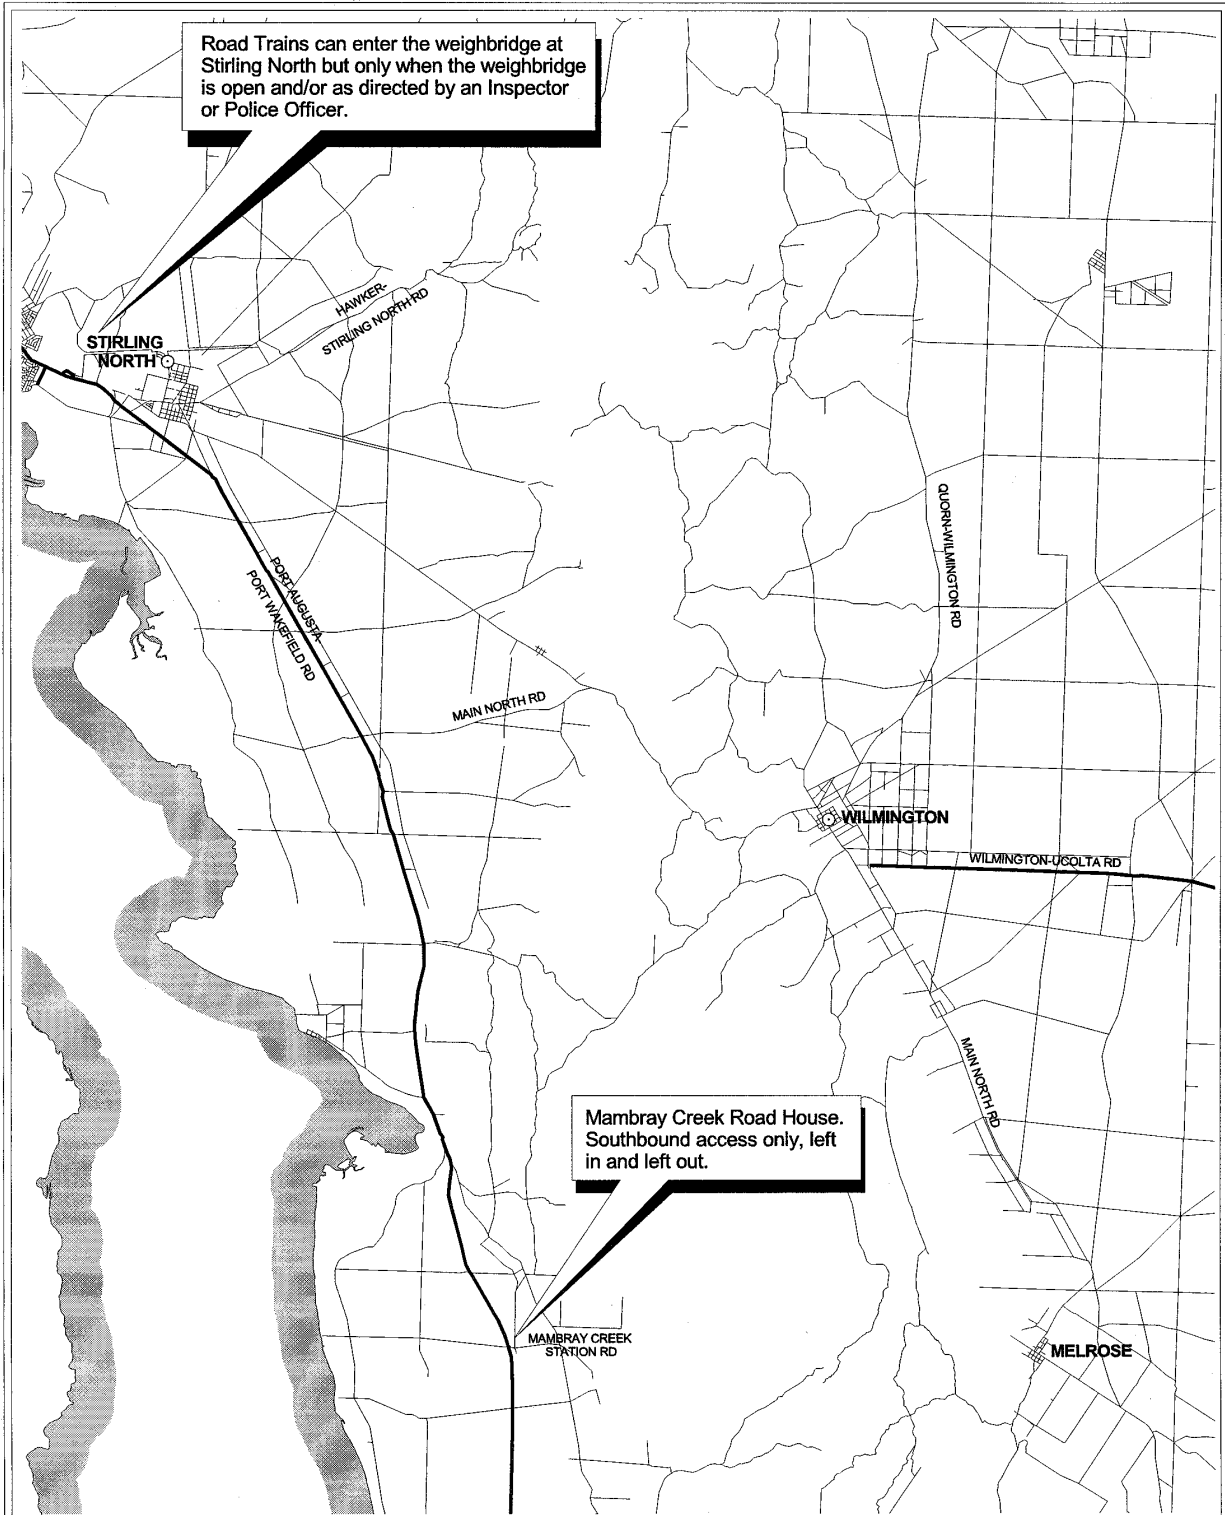 Road Trains can enter the weighbridge at
Stirling North but only when the weighbridge
is open and/or as directed by an Inspector
or Police Officer.
HAWKER-
STIRLING NORTH RD
STIRLING
NORTH
QUORN-WILMINGTON RD
PORT AUGUSTA-
PORT WAKEFIELD RD
MAIN NORTH RD
WILMINGTON
WILMINGTON-UCOLTA RD
MAIN NORTH RD
Mambray Creek Road House.
Southbound access only, left
in and left out.
MAMBRAY CREEK
STATION RD
MELROSE